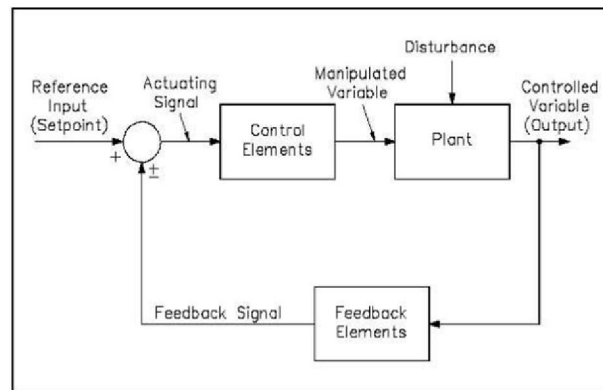 Disturbance
Reference
Input
(Setpoint)
Actuating
Signal
Manipulated
Variable
Controlled
Variable
(Output)
+
±
Control
Elements
Plant
Feedback Signal
Feedback
Elements